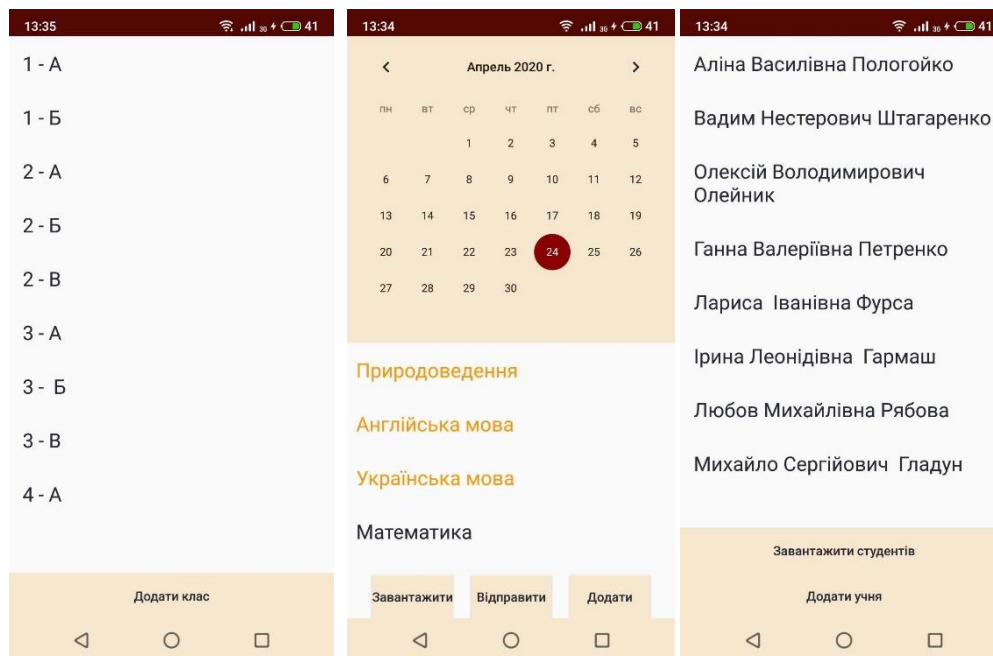 13:35
41
1 - А
1 - Б
2 - А
2 - Б
2 - В
3 - А
3 -  Б
3 - В
4 - А
Додати клас
13:34
41
Апрель 2020 г.
пн вт ср чт пт сб вс
1 2 3 4 5
6 7 8 9 10 11 12
13 14 15 16 17 18 19
20 21 22 23 24 25 26
27 28 29 30
Природоведення
Англійська мова
Українська мова
Математика
Завантажити Відправити Додати
13:34
41
Аліна Василівна Пологойко
Вадим Нестерович Штагаренко
Олексій Володимирович
Олейник
Ганна Валеріївна Петренко
Лариса  Іванівна Фурса
Ірина Леонідівна  Гармаш
Любов Михайлівна Рябова
Михайло Сергійович  Гладун
Завантажити студентів
Додати учня